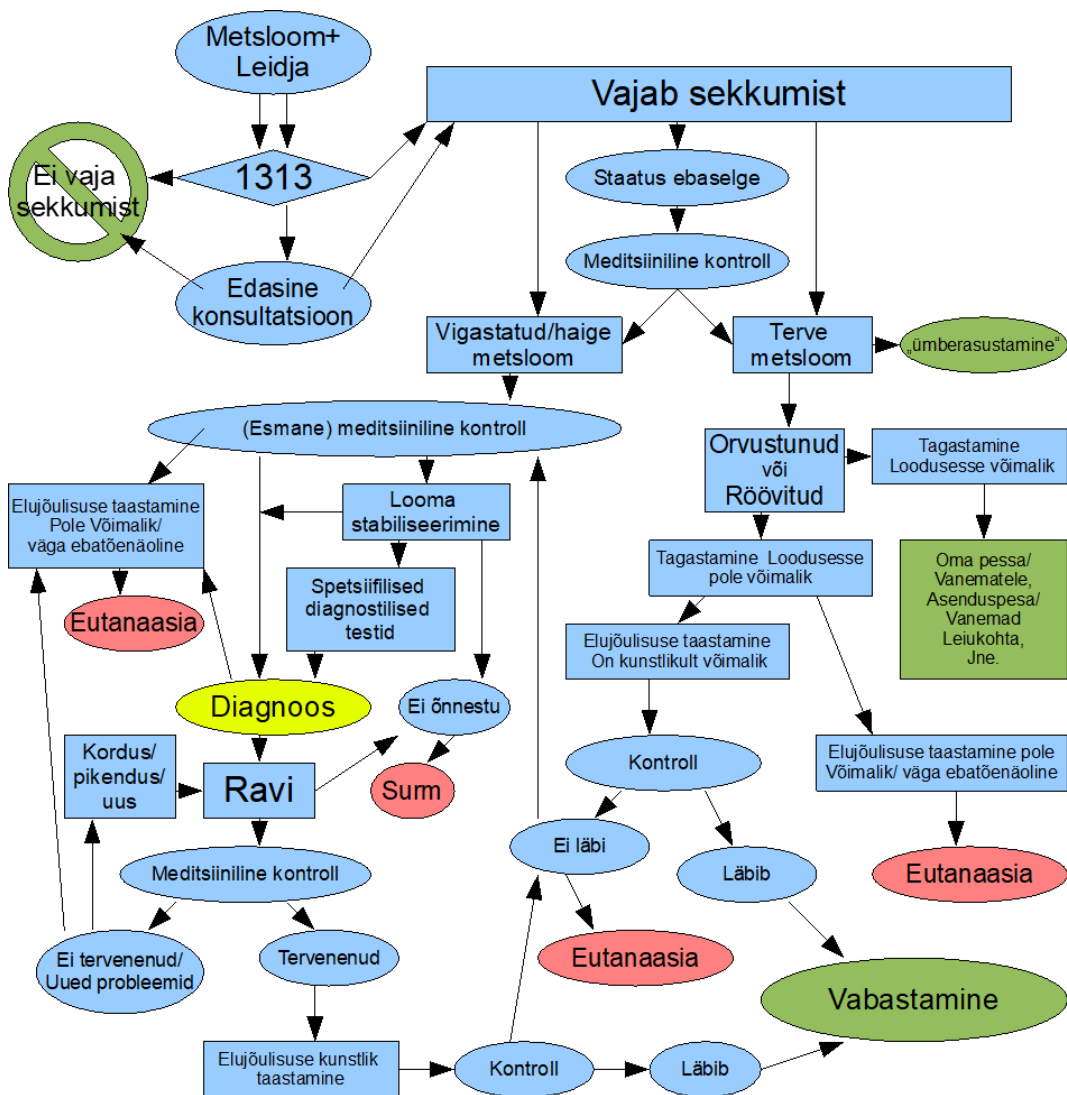 Metsloom+
Leidja
Vajab sekkumist
1313
Ei vaja
sekkumist
Staatus ebaselge
Meditsiiniline kontroll
Edasine
konsultatsioon
Vigastatud/haige
metsloom
Terve
metsloom
„ümberasustamine“
(Esmane) meditsiiniline kontroll
Orvustunud
või
Röövitud
Tagastamine
Loodusesse võimalik
Elujõulisuse taastamine
Pole Võimalik/
väga ebatõenäoline
Looma
stabiliseerimine
Tagastamine Loodusesse
pole võimalik
Oma pessa/
Vanematele,
Asenduspesa/
Vanemad
Leiukohta,
Jne.
Spetsiifilised
diagnostilised
testid
Eutanaasia
Elujõulisuse taastamine
On kunstlikult võimalik
Diagnoos
Ei õnnestu
Kordus/
pikendus/
uus
Ravi
Surm
Kontroll
Elujõulisuse taastamine pole
Võimalik/ väga ebatõenäoline
Ei läbi
Läbib
Eutanaasia
Meditsiiniline kontroll
Ei tervenenud/
Uued probleemid
Tervenenud
Eutanaasia
Vabastamine
Elujõulisuse kunstlik
taastamine
Kontroll
Läbib